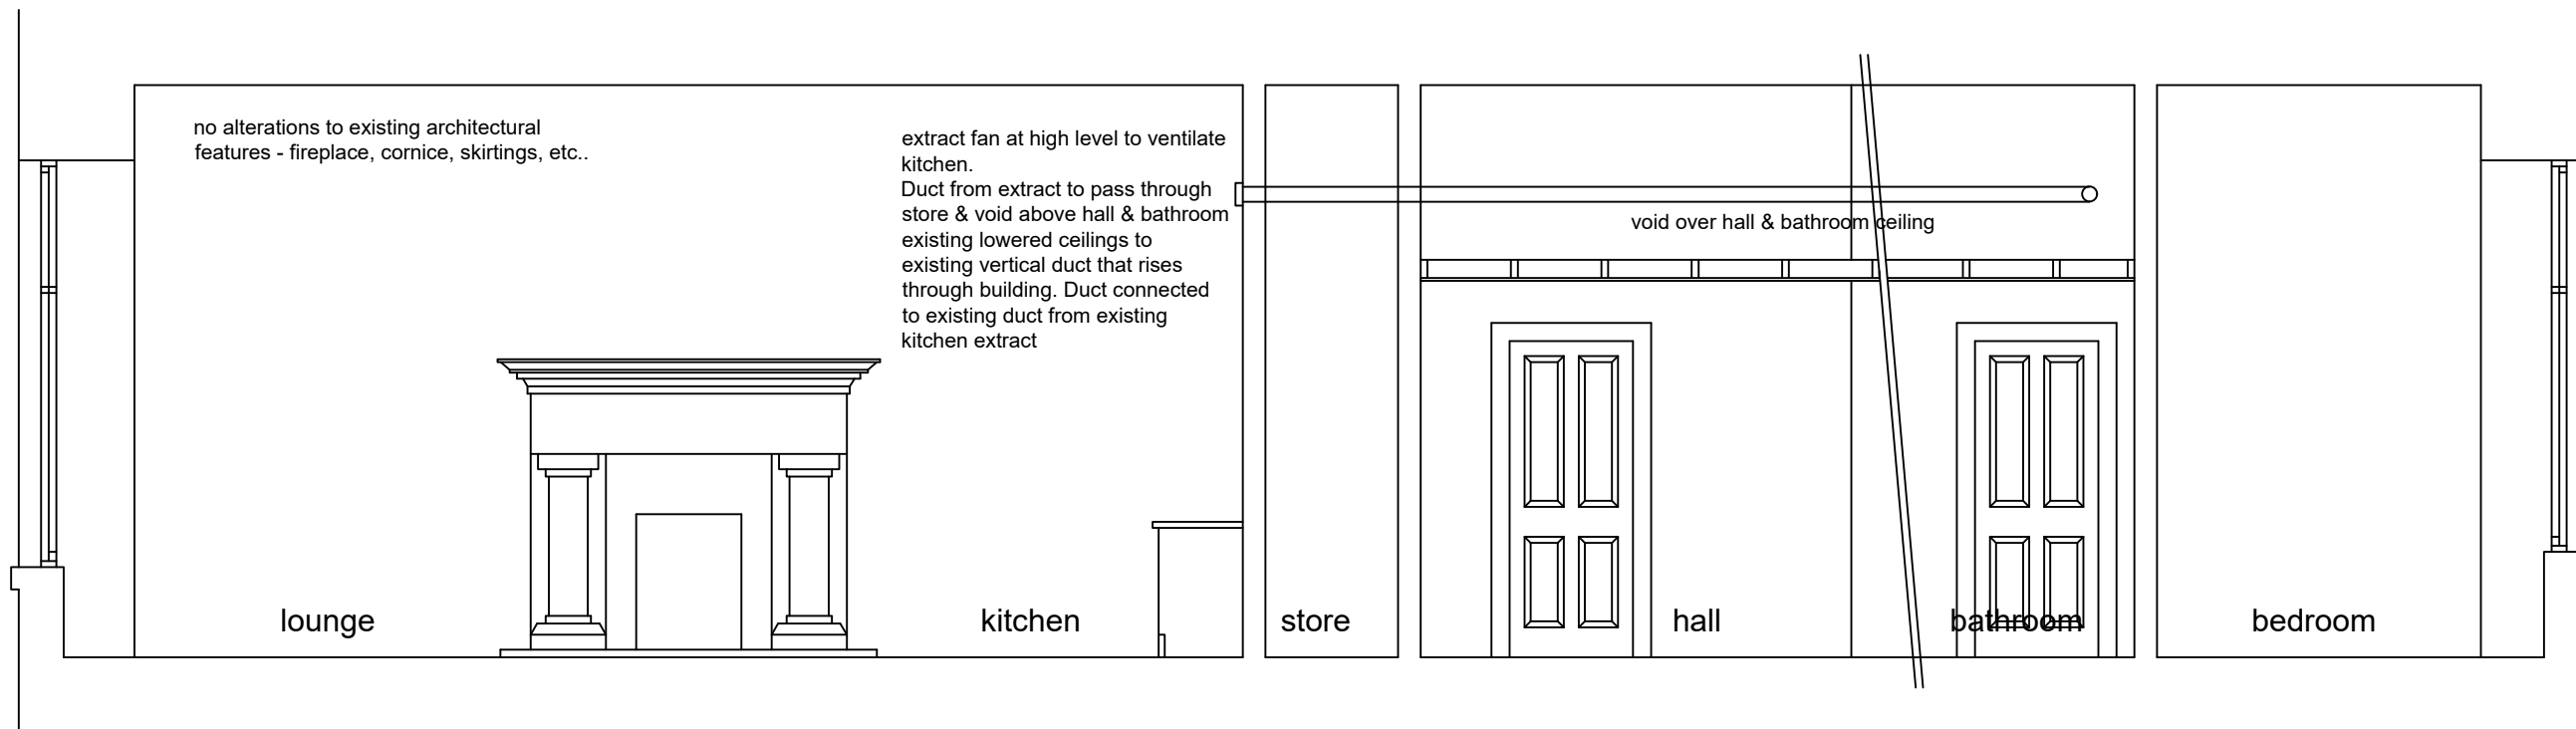 no alterations to existing architectural
features - fireplace, cornice, skirtings, etc..
extract fan at high level to ventilate
kitchen.
Duct from extract to pass through
store & void above hall & bathroom
existing lowered ceilings to
existing vertical duct that rises
through building. Duct connected
to existing duct from existing
kitchen extract
void over hall & bathroom ceiling
lounge
kitchen
store
hall
bathroom
bedroom